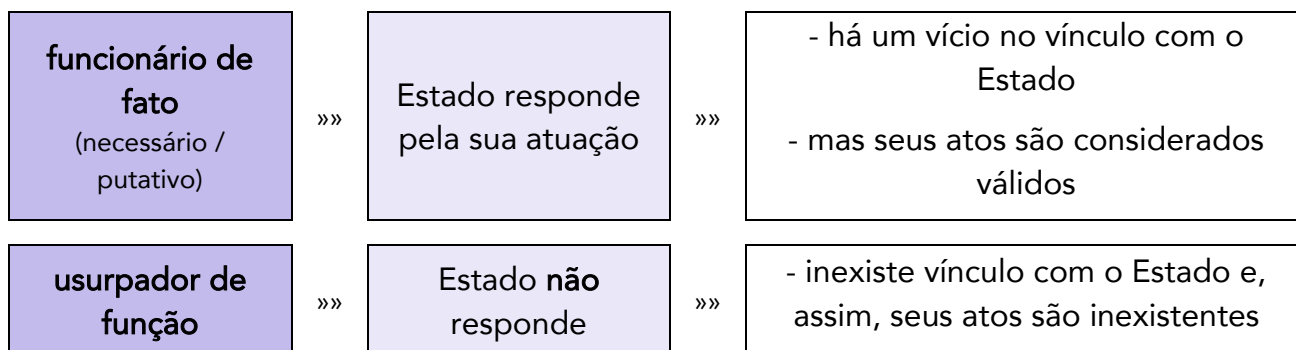 funcionário de
fato
(necessário /
putativo)
»»
Estado responde
pela sua atuação
»»
- há um vício no vínculo com o
Estado
- mas seus atos são considerados
válidos
usurpador de
função
»»
Estado não
responde
»»
- inexiste vínculo com o Estado e,
assim, seus atos são inexistentes